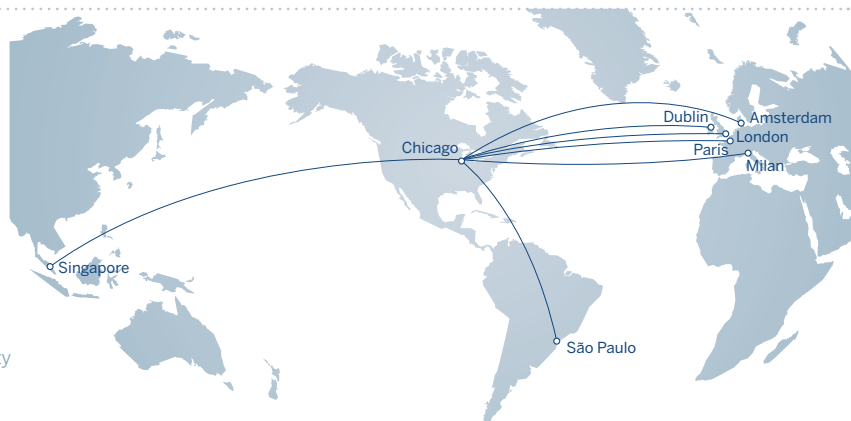 Dublin
Amsterdam
London
Chicago
Paris
Milan
Singapore
São Paulo